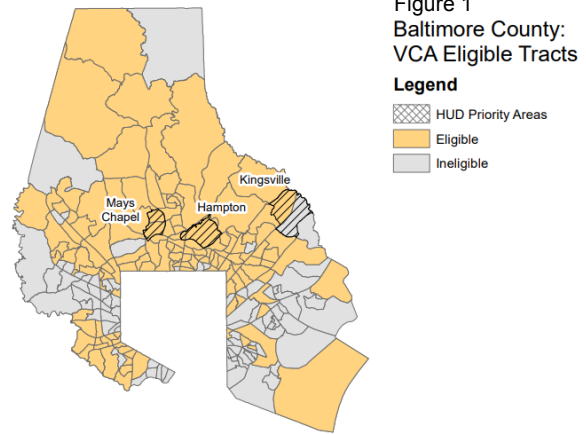 Figure 1
Baltimore County:
VCA Eligible Tracts
Legend
HUD Priority Areas
Eligible
Ineligible
Kingsville
Mays
Chapel
Hampton